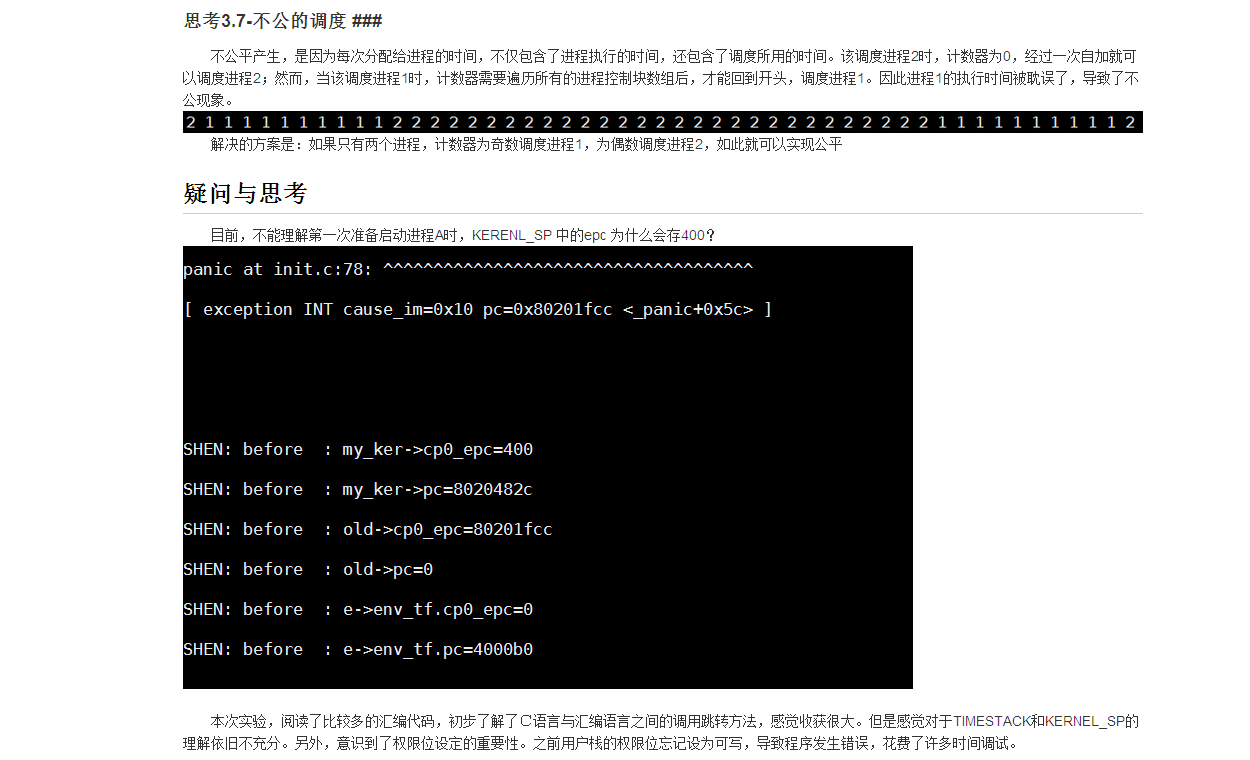 思考3.7-不公的调度 ###
不公平产生，是因为每次分配给进程的时间，不仅包含了进程执行的时间，还包含了调度所用的时间。该调度进程2时，计数器为0，经过一次自加就可
以调度进程2；然而，当该调度进程1时，计数器需要遍历所有的进程控制块数组后，才能回到开头，调度进程1。因此进程1的执行时间被耽误了，导致了不
公现象。
2 1 1 1 1 1 1 1 1 1 1 2 2 2 2 2 2 2 2 2 2 2 2 2 2 2 2 2 2 2 2 2 2 2 2 2 2 2 2 2 1 1 1 1 1 1 1 1 1 1 2
解决的方案是：如果只有两个进程，计数器为奇数调度进程1，为偶数调度进程2，如此就可以实现公平
疑问与思考
目前，不能理解第一次准备启动进程A时，KERENL_SP 中的epc 为什么会存400？
panic at init.c:78: ^^^^^^^^^^^^^^^^^^^^^^^^^^^^^^^^^^^^^
[ exception INT cause_im=0x10 pc=0x80201fcc <_panic+0x5c> ]
SHEN: before  : my_ker->cp0_epc=400
SHEN: before  : my_ker->pc=8020482c
SHEN: before  : old->cp0_epc=80201fcc
SHEN: before  : old->pc=0
SHEN: before  : e->env_tf.cp0_epc=0
SHEN: before  : e->env_tf.pc=4000b0
本次实验，阅读了比较多的汇编代码，初步了解了Ｃ语言与汇编语言之间的调用跳转方法，感觉收获很大。但是感觉对于TIMESTACK和KERNEL_SP的
理解依旧不充分。另外，意识到了权限位设定的重要性。之前用户栈的权限位忘记设为可写，导致程序发生错误，花费了许多时间调试。